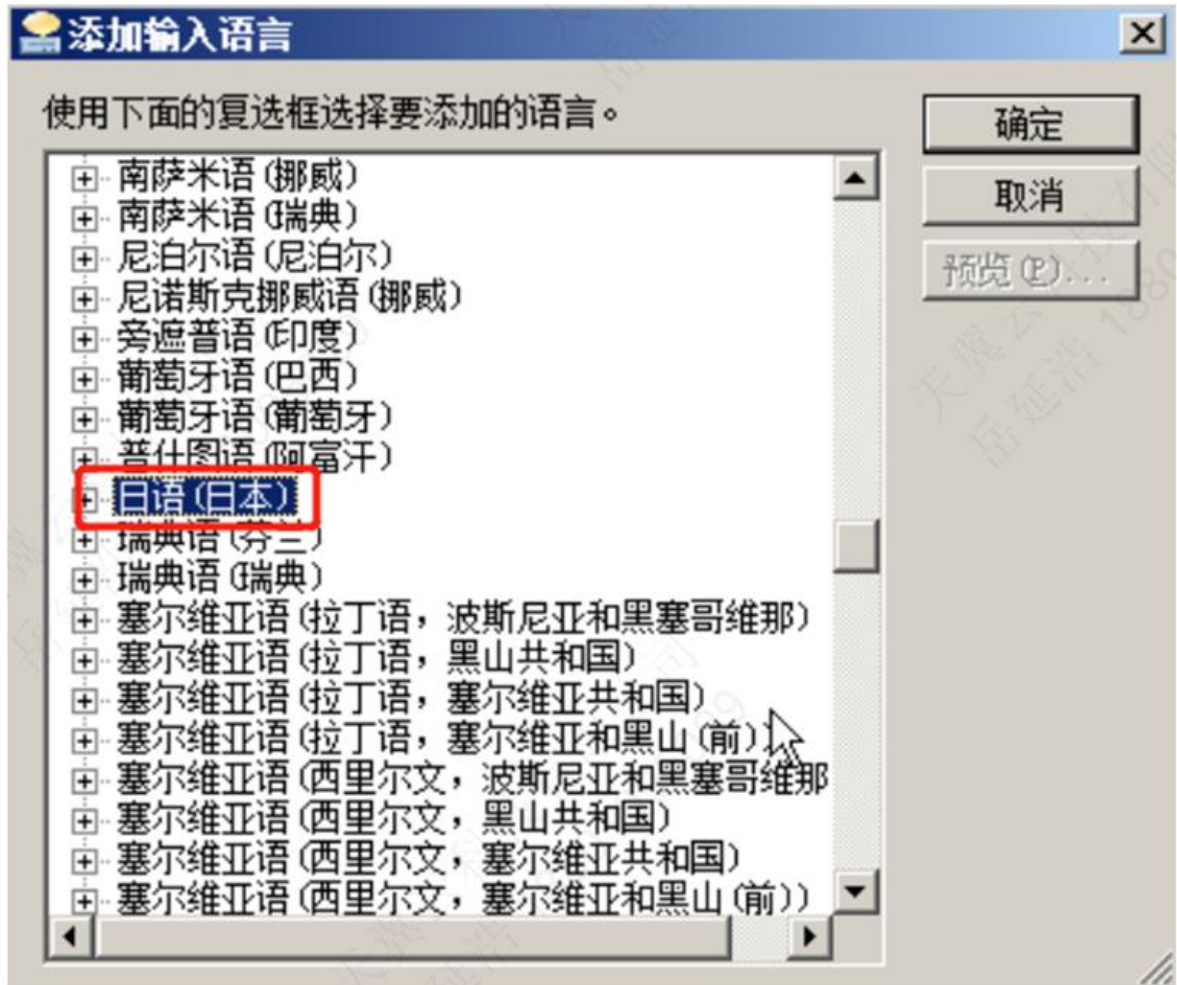 添加输入语言
使用下面的复选框选择要添加的语言。
确定
取消
预览(P)...
南萨米语(挪威)
南萨米语(瑞典)
尼泊尔语(尼泊尔)
尼诺斯克挪威语(挪威)
旁遮普语(印度)
葡萄牙语(巴西)
葡萄牙语(葡萄牙)
普什图语(阿富汗)
日语(日本)
瑞典语(芬兰)
瑞典语(瑞典)
塞尔维亚语(拉丁语，波斯尼亚和黑塞哥维那)
塞尔维亚语(拉丁语，黑山共和国)
塞尔维亚语(拉丁语，塞尔维亚共和国)
塞尔维亚语(拉丁语，塞尔维亚和黑山(前))
塞尔维亚语(西里尔文，波斯尼亚和黑塞哥维那
塞尔维亚语(西里尔文，黑山共和国)
塞尔维亚语(西里尔文，塞尔维亚共和国)
塞尔维亚语(西里尔文，塞尔维亚和黑山(前))